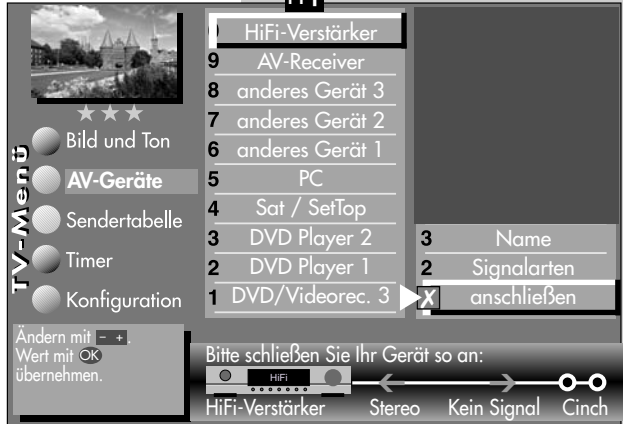 TV-Menü
Bild und Ton
AV-Geräte
Sendertabelle
Timer
Konfiguration
0 HiFi-Verstärker
9 AV-Receiver
8 anderes Gerät 3
7 anderes Gerät 2
6 anderes Gerät 1
5 PC
4 Sat / SetTop
3 DVD Player 2
2 DVD Player 1
1 DVD/Videorec. 3
3 Name
2 Signalarten
X anschließen
Ändern mit - + .
Wert mit OK
übernehmen.
Bitte schließen Sie Ihr Gerät so an:
HiFi
HiFi-Verstärker Stereo Kein Signal Cinch